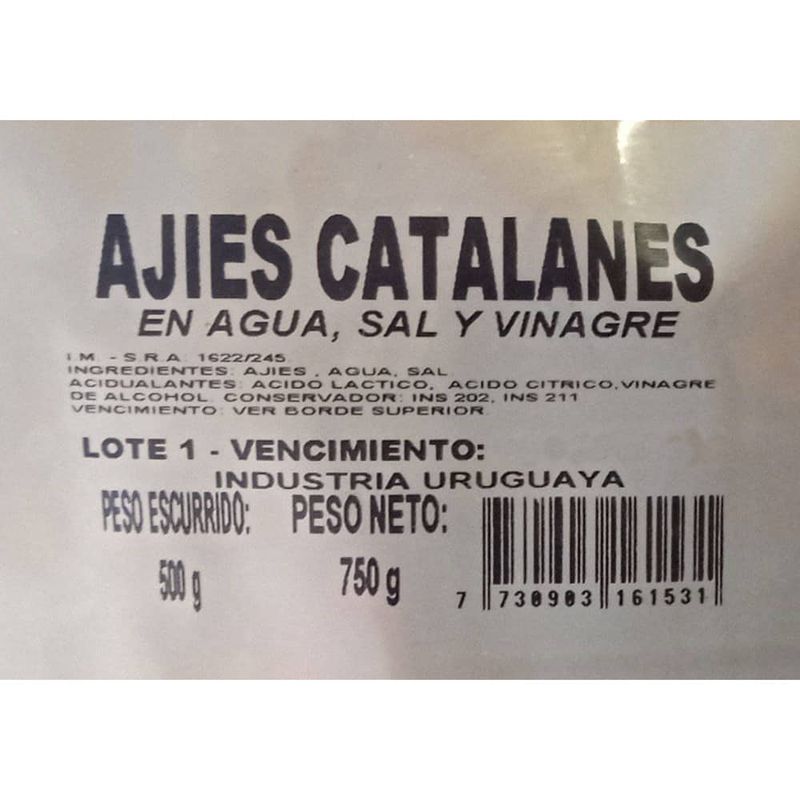 AJIES CATALANES
EN AGUA, SAL Y VINAGRE
I.M. - S.R.A. 1622/245
INGREDIENTES: AJIES , AGUA, SAL
ACIDUALANTES: ACIDO LACTICO, ACIDO CITRICO,VINAGRE
DE ALCOHOL. CONSERVADOR: INS 202, INS 211
VENCIMIENTO: VER BORDE SUPERIOR
LOTE 1 - VENCIMIENTO:
INDUSTRIA URUGUAYA
PESO ESCURRIDO: PESO NETO:
500 g 750 g
7 730903 161531